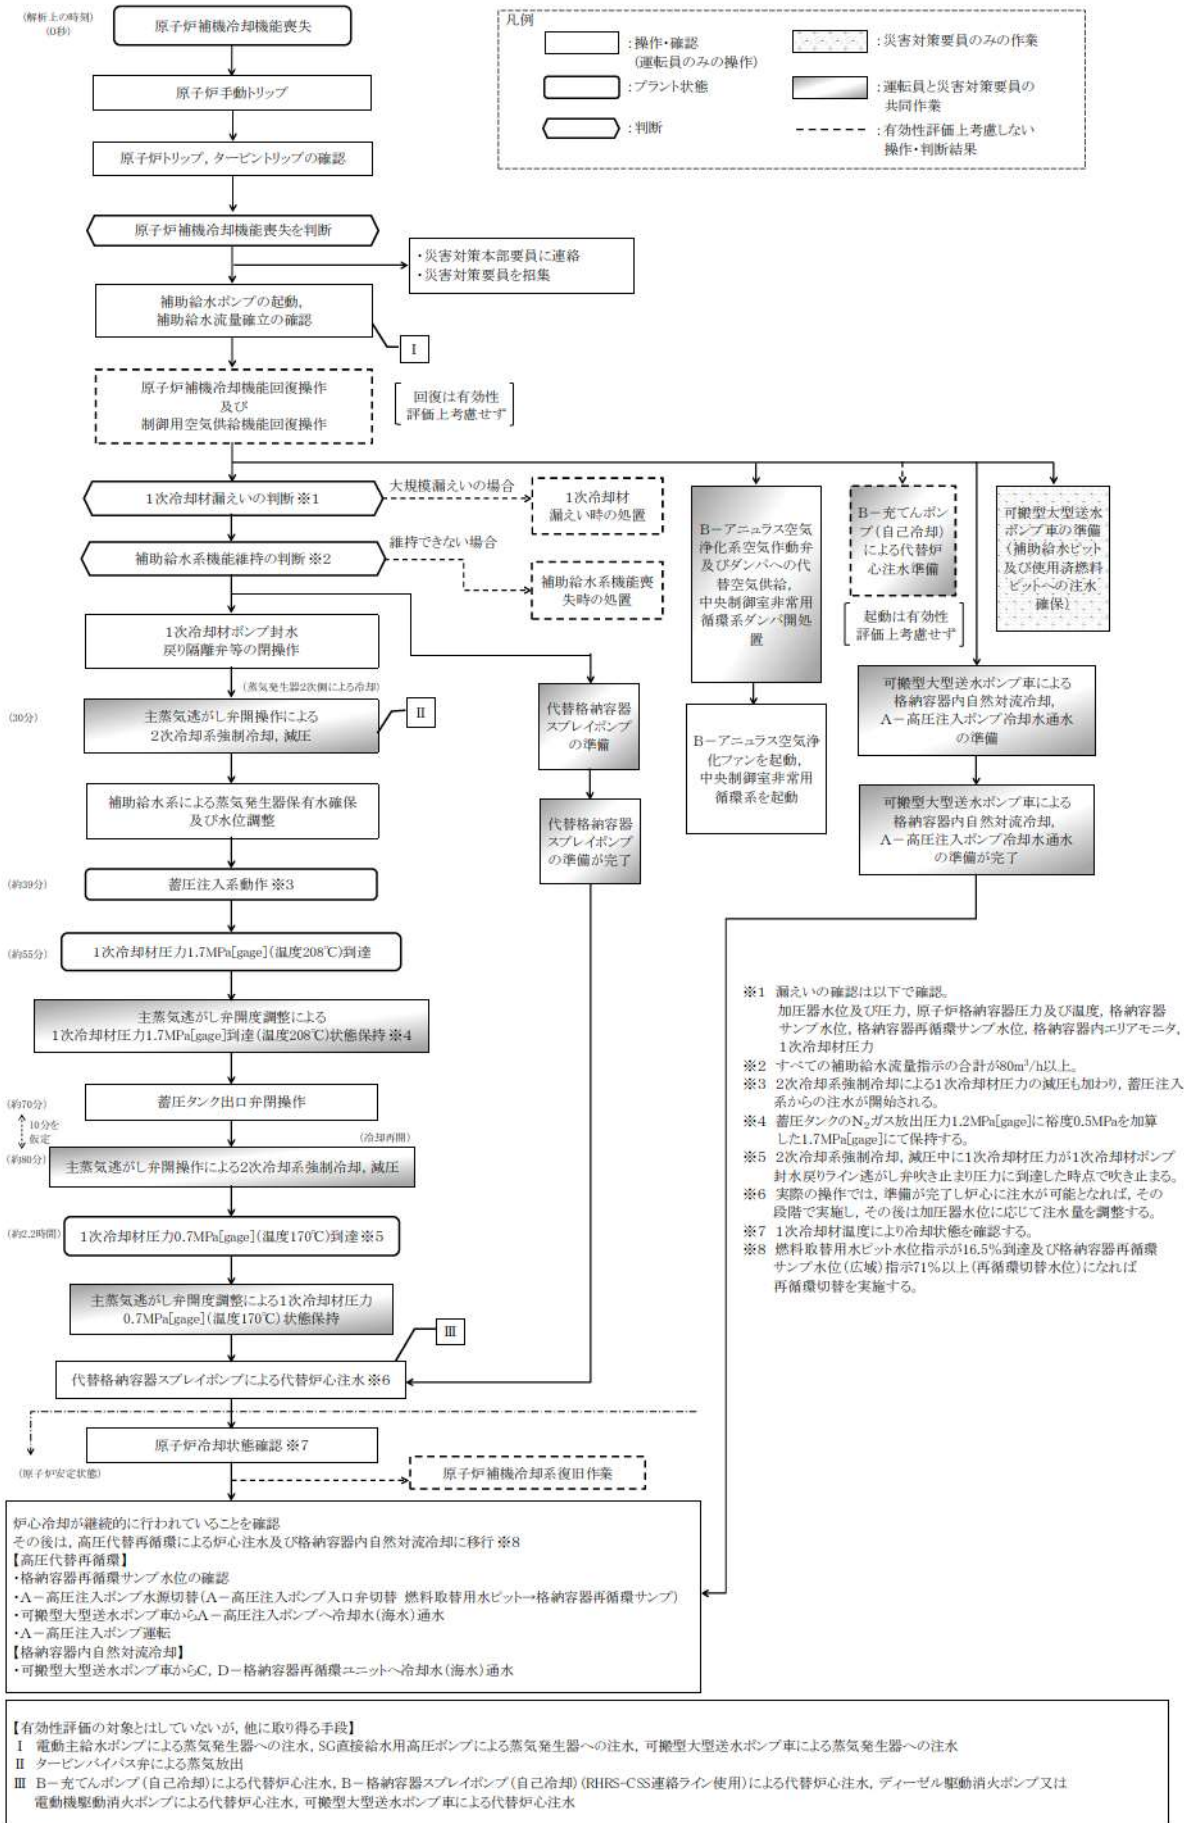 (解析上の時刻)
(0秒)
原子炉補機冷却機能喪失
原子炉手動トリップ
原子炉トリップ，タービントリップの確認
原子炉補機冷却機能喪失を判断
・災害対策本部要員に連絡
・災害対策要員を招集
補助給水ポンプの起動，
補助給水流量確立の確認
Ⅰ
原子炉補機冷却機能回復操作
及び
制御用空気供給機能回復操作
回復は有効性
評価上考慮せず
凡例
：操作・確認
(運転員のみの操作)
：プラント状態
：判断
：災害対策要員のみの作業
：運転員と災害対策要員の
共同作業
：有効性評価上考慮しない
操作・判断結果
1次冷却材漏えいの判断※1
大規模漏えいの場合
1次冷却材
漏えい時の処置
補助給水系機能維持の判断※2
維持できない場合
補助給水系機能喪
失時の処置
1次冷却材ポンプ封水
戻り隔離弁等の閉操作
(蒸気発生器2次側による冷却)
(30分)
主蒸気逃がし弁開操作による
2次冷却系強制冷却，減圧
Ⅱ
補助給水系による蒸気発生器保有水確保
及び水位調整
(約39分)
蓄圧注入系動作※3
(約55分)
1次冷却材圧力1.7MPa[gage](温度208℃)到達
主蒸気逃がし弁開度調整による
1次冷却材圧力1.7MPa[gage]到達(温度208℃)状態保持※4
(約70分)
蓄圧タンク出口弁閉操作
10分を
仮定
(冷却再開)
(約80分)
主蒸気逃がし弁開操作による2次冷却系強制冷却，減圧
(約2.2時間)
1次冷却材圧力0.7MPa[gage](温度170℃)到達※5
主蒸気逃がし弁開度調整による1次冷却材圧力
0.7MPa[gage](温度170℃)状態保持
Ⅲ
代替格納容器スプレイポンプによる代替炉心注水※6
原子炉冷却状態確認※7
(原子炉安定状態)
原子炉補機冷却系復旧作業
代替格納容器
スプレイポンプ
の準備
代替格納容器
スプレイポンプ
の準備が完了
B－アニュラス空気
浄化系空気作動弁
及びダンパへの代
替空気供給，
中央制御室非常用
循環系ダンパ開処
置
B－アニュラス空気浄
化ファンを起動，
中央制御室非常用
循環系を起動
B－充てんポン
プ(自己冷却)
による代替炉
心注水準備
起動は有効性
評価上考慮せず
可搬型大型送水
ポンプ車の準備
(補助給水ピット
及び使用済燃料
ピットへの注水
確保)
可搬型大型送水ポンプ車による
格納容器内自然対流冷却，
A－高圧注入ポンプ冷却水通水
の準備
可搬型大型送水ポンプ車による
格納容器内自然対流冷却，
A－高圧注入ポンプ冷却水通水
の準備が完了
※1 漏えいの確認は以下で確認。
加圧器水位及び圧力，原子炉格納容器圧力及び温度，格納容器
サンプ水位，格納容器再循環サンプ水位，格納容器内エリアモニタ，
1次冷却材圧力
※2 すべての補助給水流量指示の合計が80m³/h以上。
※3 2次冷却系強制冷却による1次冷却材圧力の減圧も加わり，蓄圧注入
系からの注水が開始される。
※4 蓄圧タンクのN₂ガス放出圧力1.2MPa[gage]に裕度0.5MPaを加算
した1.7MPa[gage]にて保持する。
※5 2次冷却系強制冷却，減圧中に1次冷却材圧力が1次冷却材ポンプ
封水戻りライン逃がし弁吹き止まり圧力に到達した時点で吹き止まる。
※6 実際の操作では，準備が完了し炉心に注水が可能となれば，その
段階で実施し，その後は加圧器水位に応じて注水量を調整する。
※7 1次冷却材温度により冷却状態を確認する。
※8 燃料取替用水ピット水位指示が16.5％到達及び格納容器再循環
サンプ水位(広域)指示71％以上(再循環切替水位)になれば
再循環切替を実施する。
炉心冷却が継続的に行われていることを確認
その後は，高圧代替再循環による炉心注水及び格納容器内自然対流冷却に移行※8
【高圧代替再循環】
・格納容器再循環サンプ水位の確認
・A－高圧注入ポンプ水源切替(A－高圧注入ポンプ入口弁切替 燃料取替用水ピット→格納容器再循環サンプ)
・可搬型大型送水ポンプ車からA－高圧注入ポンプへ冷却水(海水)通水
・A－高圧注入ポンプ運転
【格納容器内自然対流冷却】
・可搬型大型送水ポンプ車からC，D－格納容器再循環ユニットへ冷却水(海水)通水
【有効性評価の対象とはしていないが，他に取り得る手段】
Ⅰ 電動主給水ポンプによる蒸気発生器への注水，SG直接給水用高圧ポンプによる蒸気発生器への注水，可搬型大型送水ポンプ車による蒸気発生器への注水
Ⅱ タービンバイパス弁による蒸気放出
Ⅲ B－充てんポンプ(自己冷却)による代替炉心注水，B－格納容器スプレイポンプ(自己冷却)(RHRS-CSS連絡ライン使用)による代替炉心注水，ディーゼル駆動消火ポンプ又は
電動機駆動消火ポンプによる代替炉心注水，可搬型大型送水ポンプ車による代替炉心注水